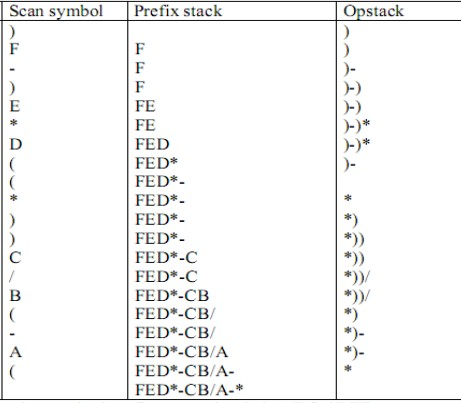 Scan symbol Prefix stack Opstack
) )
F F )
- F )-
) F )-)
E FE )-)
* FE )-)*
D FED )-)*
( FED* )-
( FED*-
* FED*- *
) FED*- *)
) FED*- *))
C FED*-C *))
/ FED*-C *))/
B FED*-CB *))/
( FED*-CB/ *)
- FED*-CB/ *)-
A FED*-CB/A *)-
( FED*-CB/A- *
FED*-CB/A-*